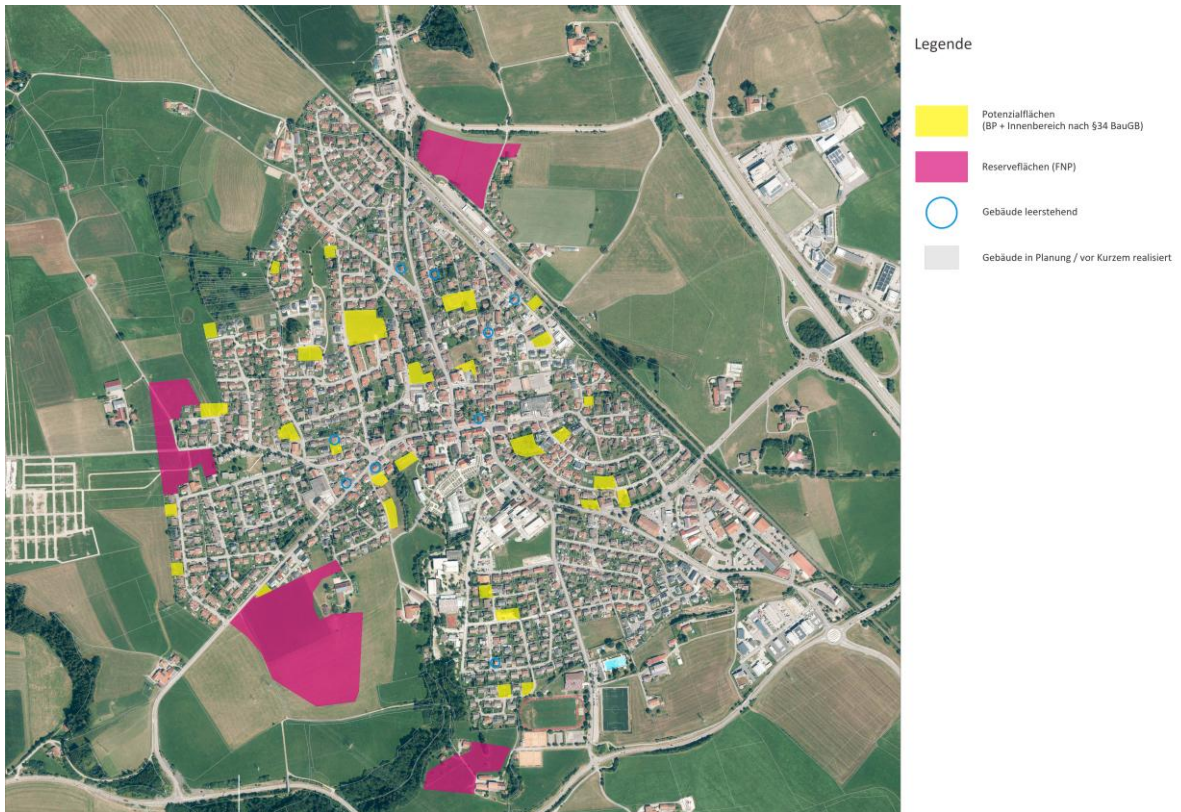 Legende
Potenzialflächen
(BP + Innenbereich nach §34 BauGB)
Reserveflächen (FNP)
Gebäude leerstehend
Gebäude in Planung / vor Kurzem realisiert